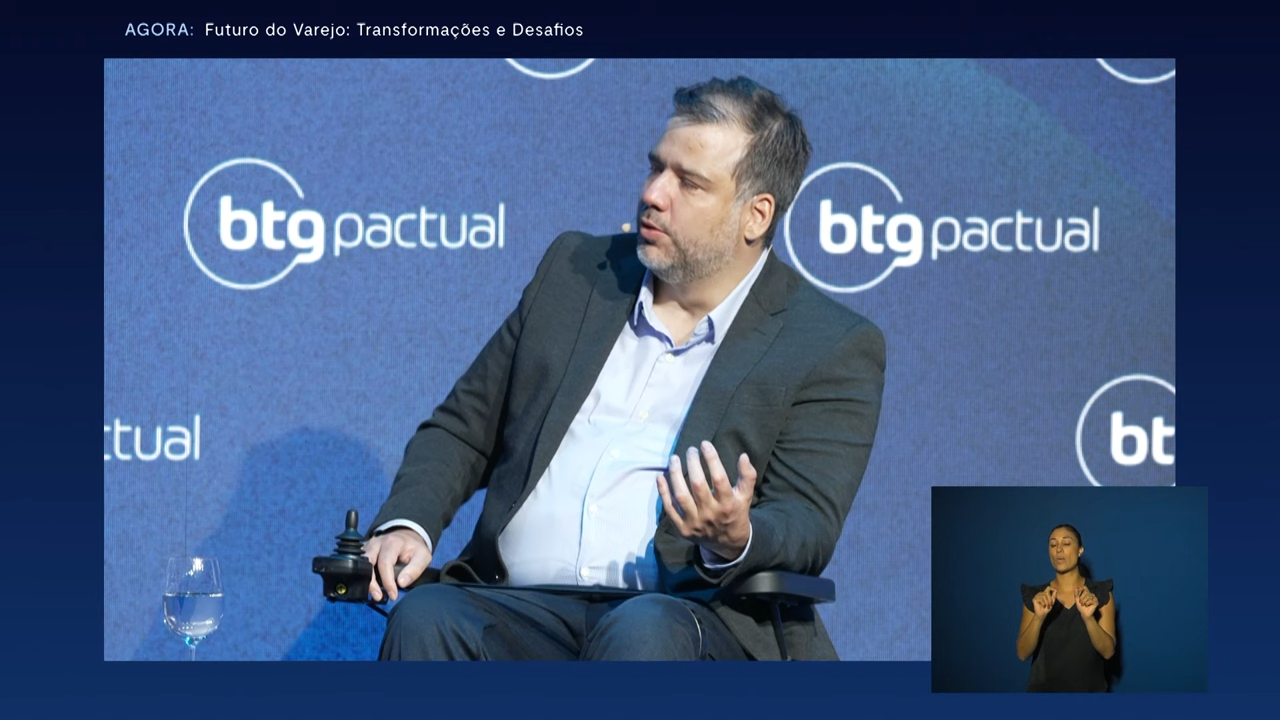 AGORA: Futuro do Varejo: Transformações e Desafios
btg pactual
btg pactual
ctual
bt